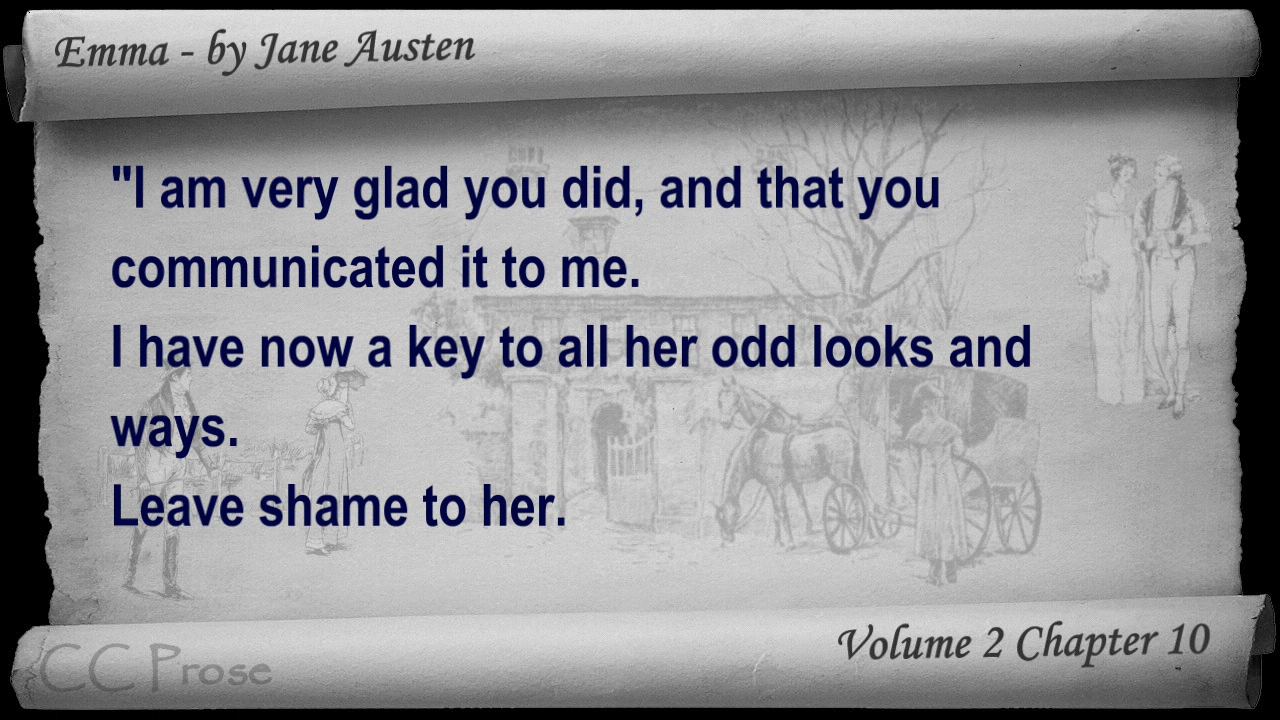 Emma - by Jane Austen
"I am very glad you did, and that you
communicated it to me.
I have now a key to all her odd looks and
ways.
Leave shame to her.
Volume 2 Chapter 10
CC Prose